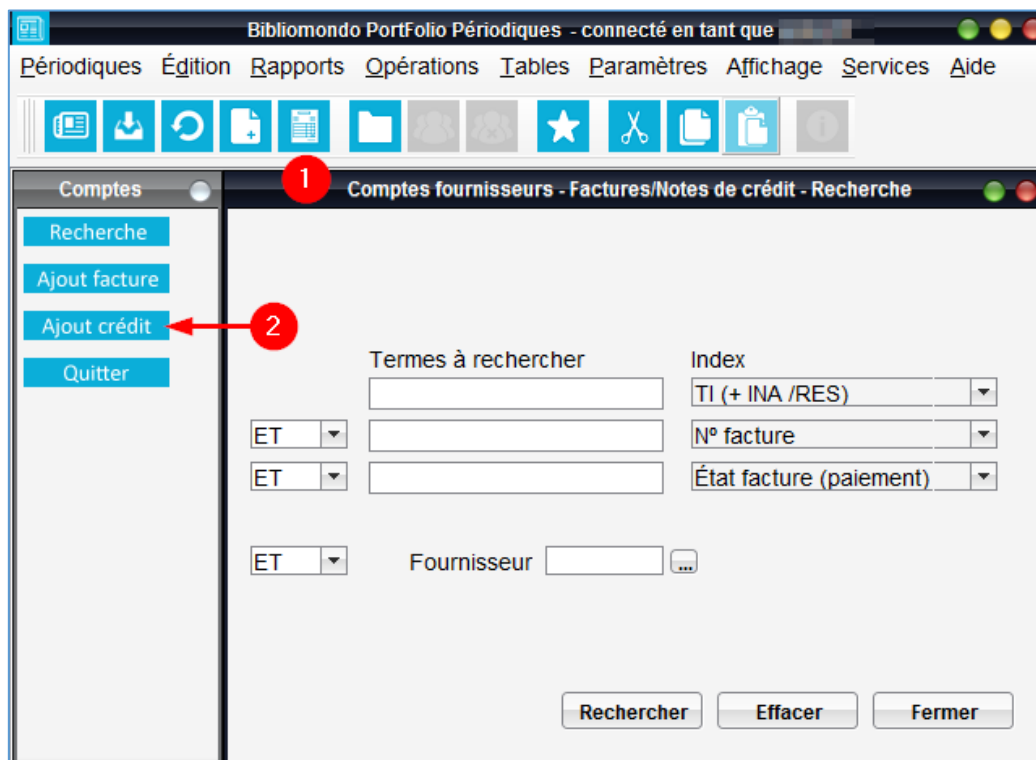 Bibliomondo PortFolio Périodiques - connecté en tant que
Périodiques Édition Rapports Opérations Tables Paramètres Affichage Services Aide
1
Comptes
Comptes fournisseurs - Factures/Notes de crédit - Recherche
Recherche
Ajout facture
Ajout crédit
2
Quitter
Termes à rechercher Index
TI (+ INA /RES)
ET Nº facture
ET État facture (paiement)
ET Fournisseur ...
Rechercher Effacer Fermer